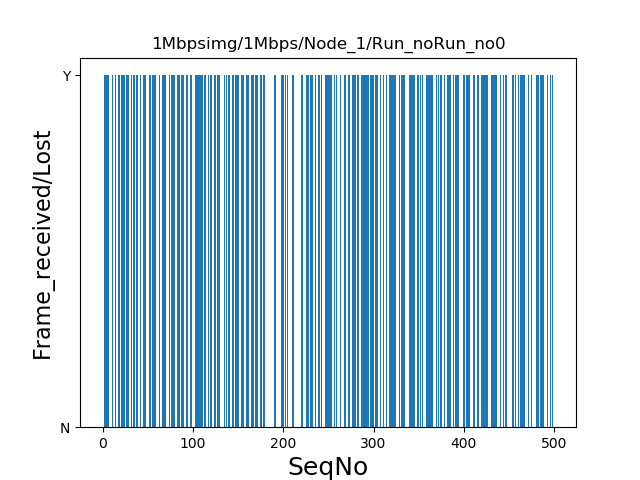 1Mbpsimg/1Mbps/Node_1/Run_noRun_no0
Y
Frame_received/Lost
N
0 100 200 300 400 500
SeqNo